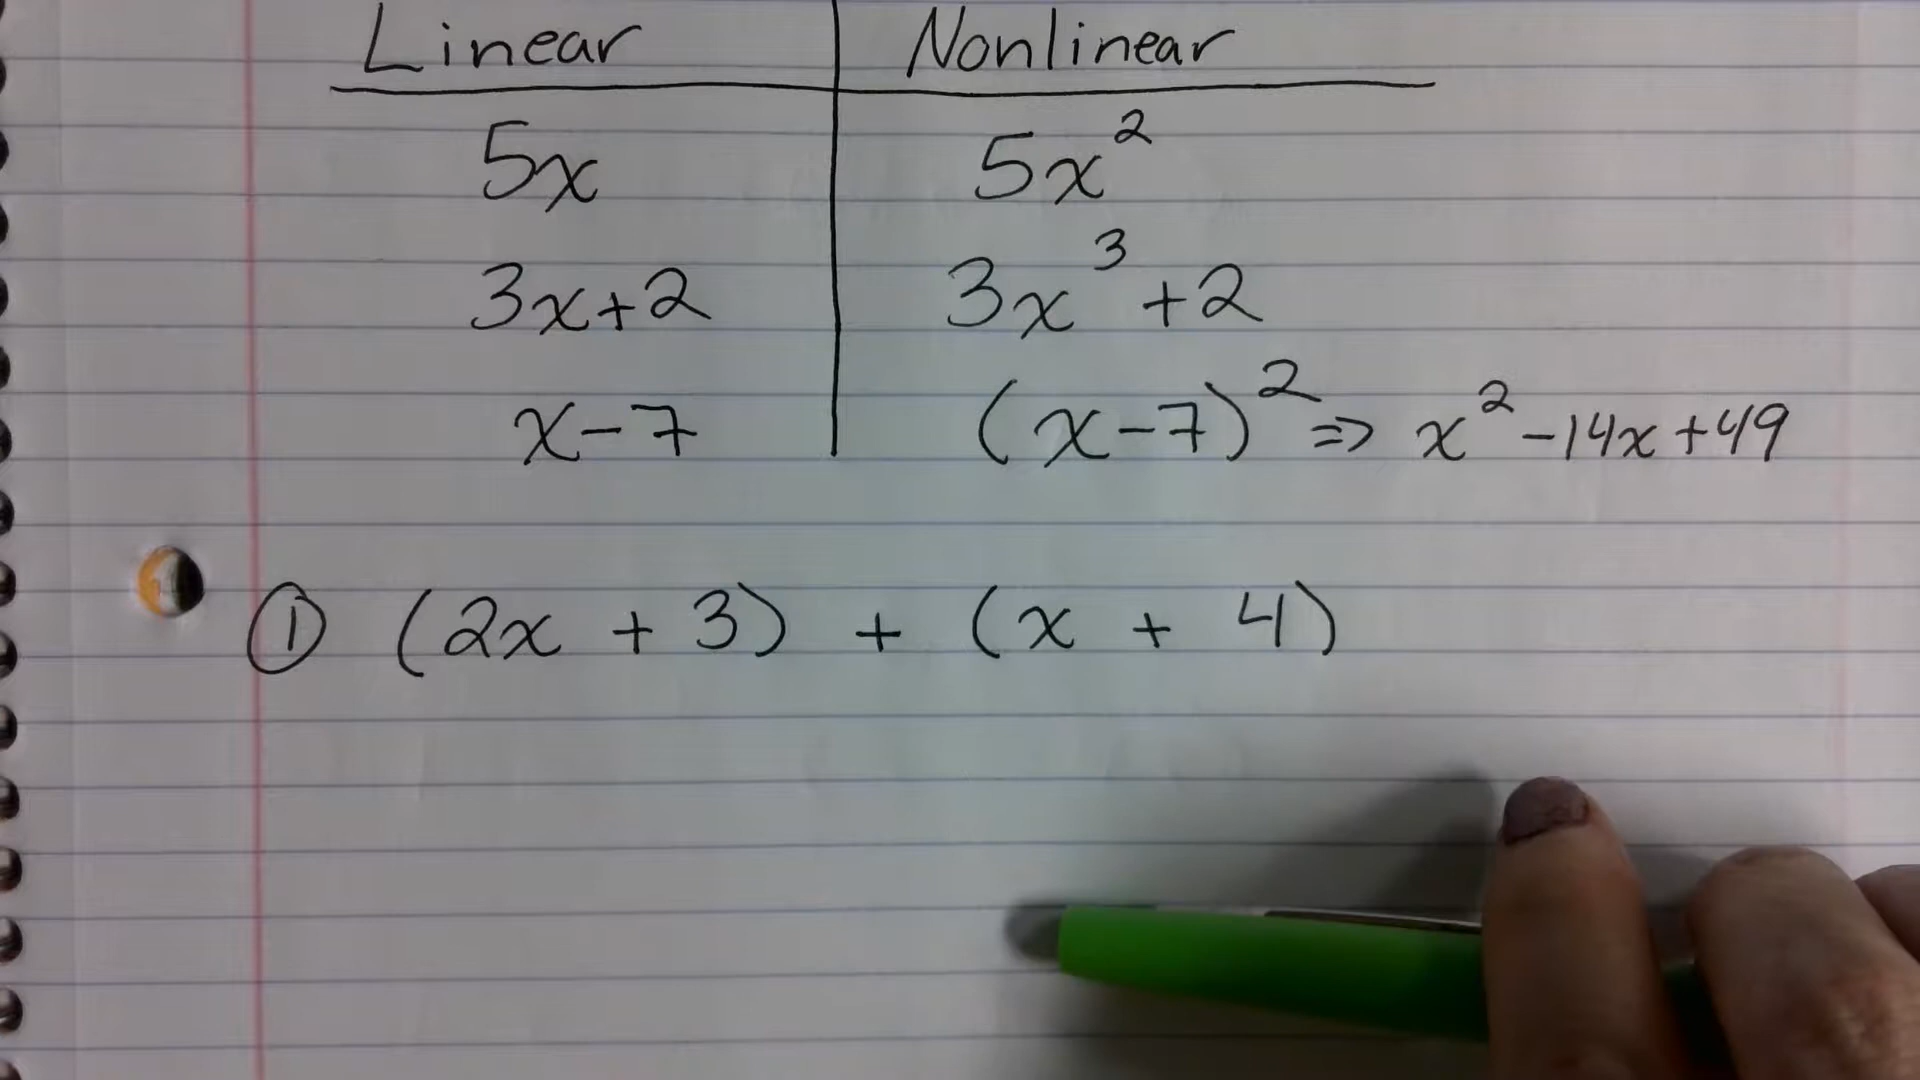 Linear Nonlinear
5x 5x²
3x+2 3x³+2
x-7 (x-7)² ⇒ x²-14x+49
① (2x + 3) + (x + 4)